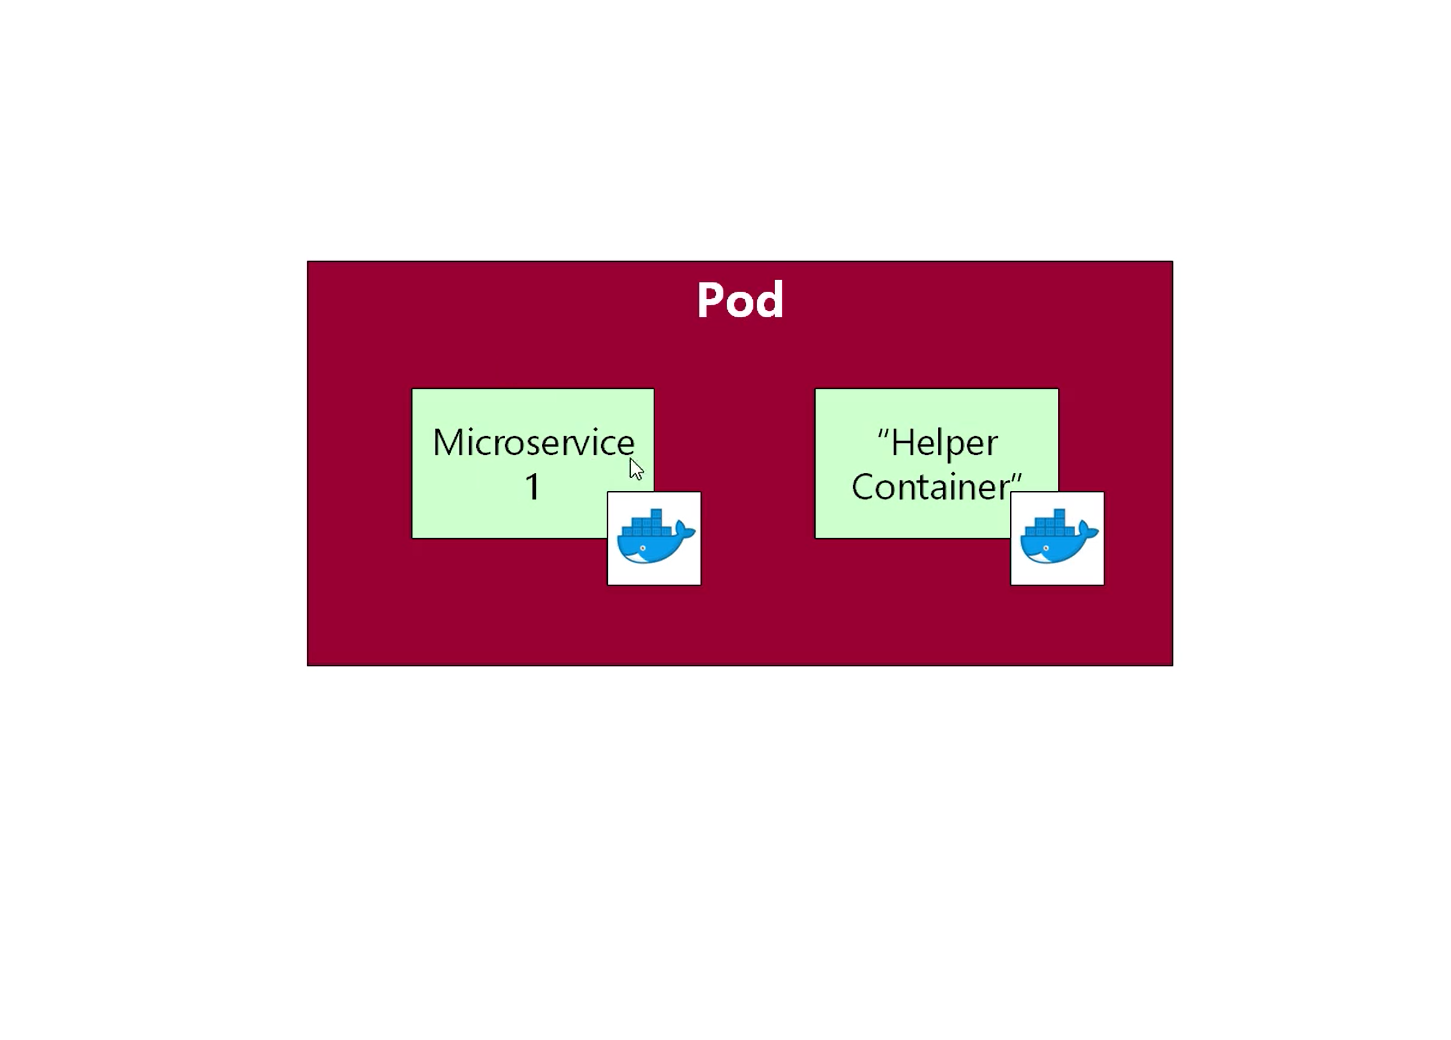 Pod
Microservice
1
“Helper
Container”